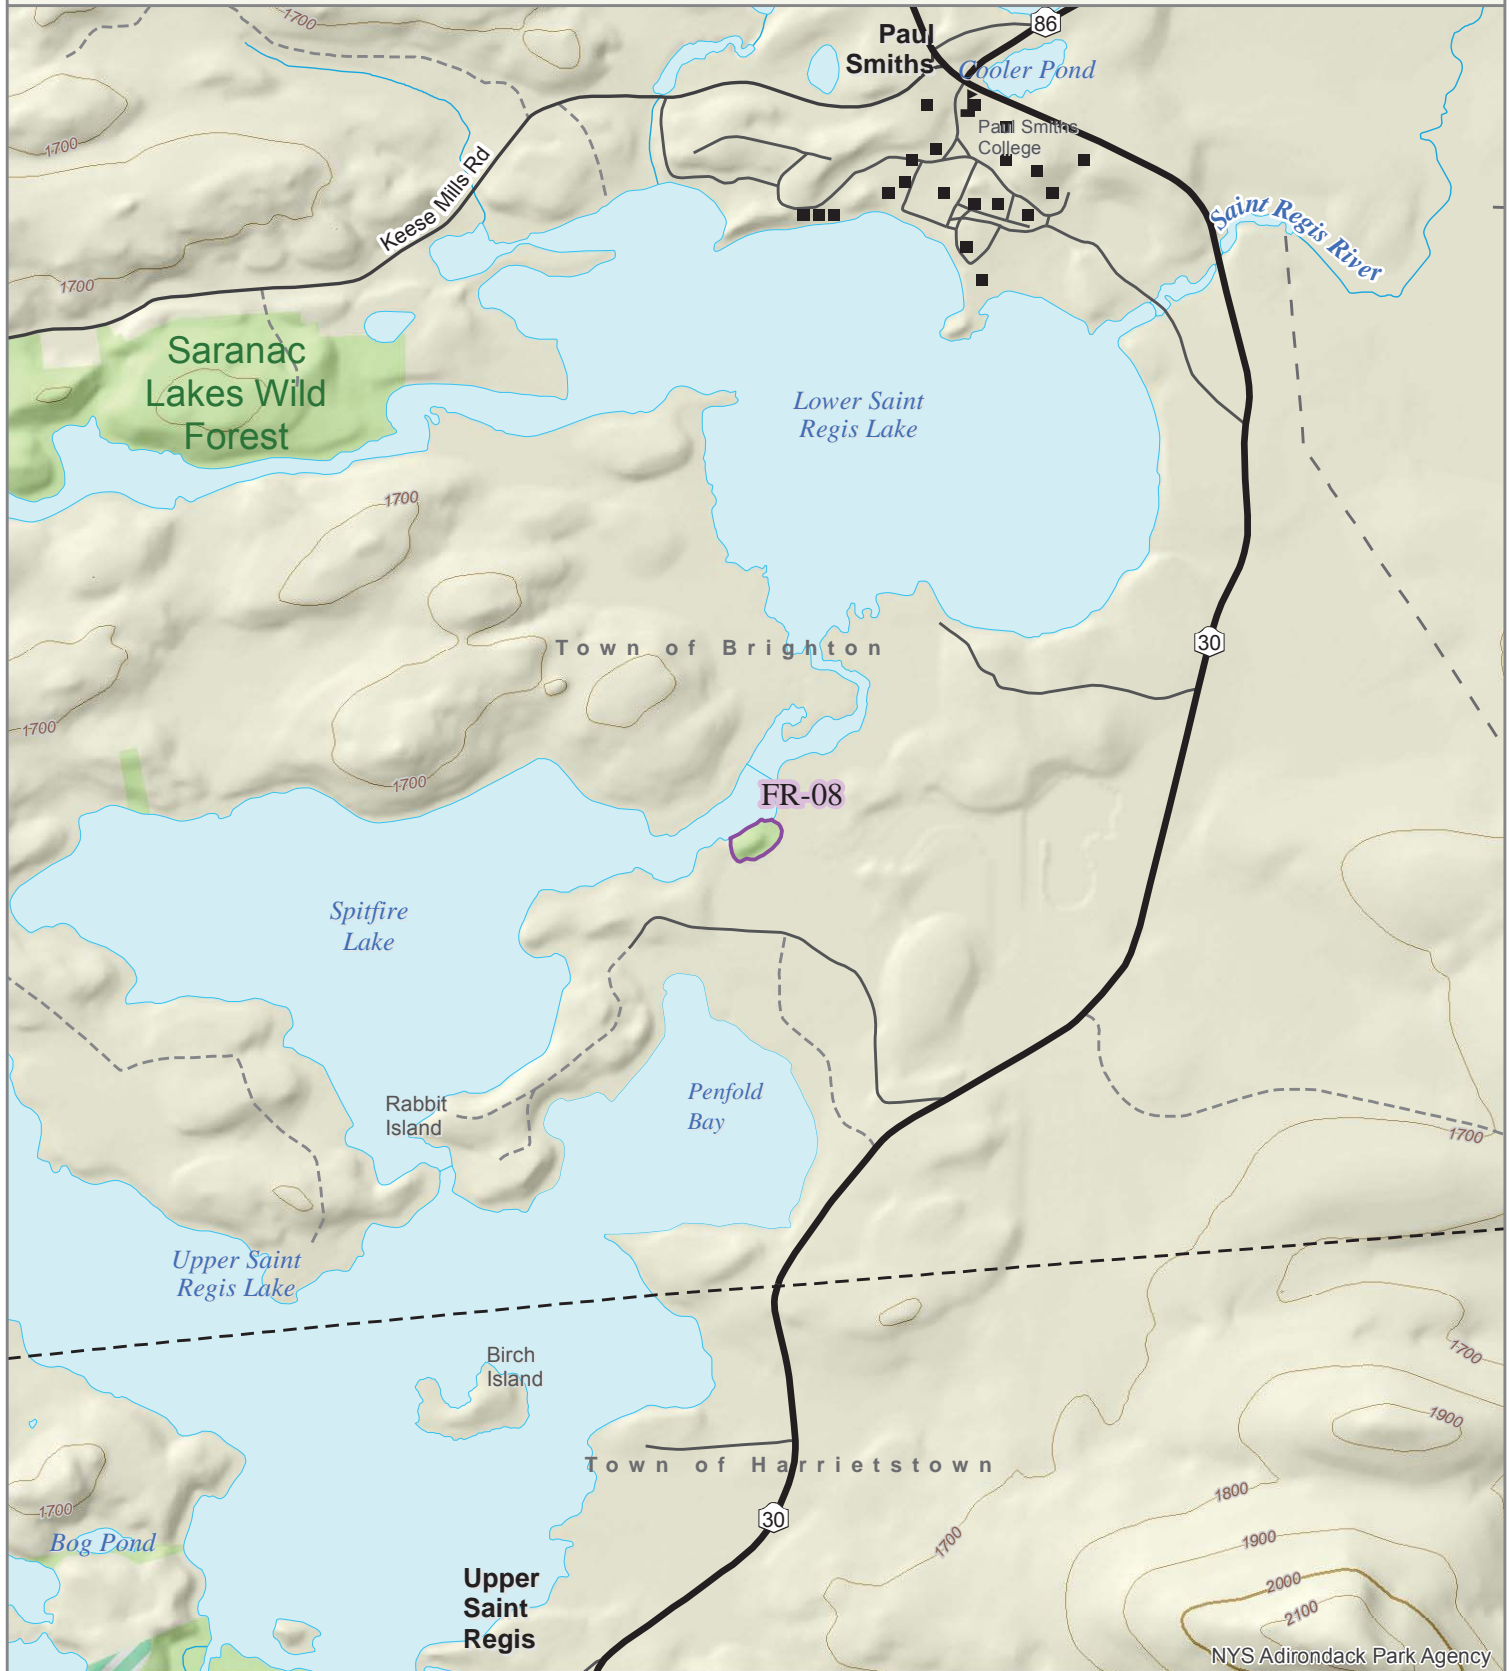 1700
86
Paul
Smiths
Cooler Pond
Paul Smiths
College
1700
Keese Mills Rd
Saint Regis River
1700
Saranac
Lakes Wild
Forest
Lower Saint
Regis Lake
1700
30
Town of Brighton
1700
1700
FR-08
Spitfire
Lake
Penfold
Bay
Rabbit
Island
1700
Upper Saint
Regis Lake
Birch
Island
1700
1900
Town of Harrietstown
1800
1700
30
1700
1900
Bog Pond
Upper
Saint
Regis
2000
2100
NYS Adirondack Park Agency